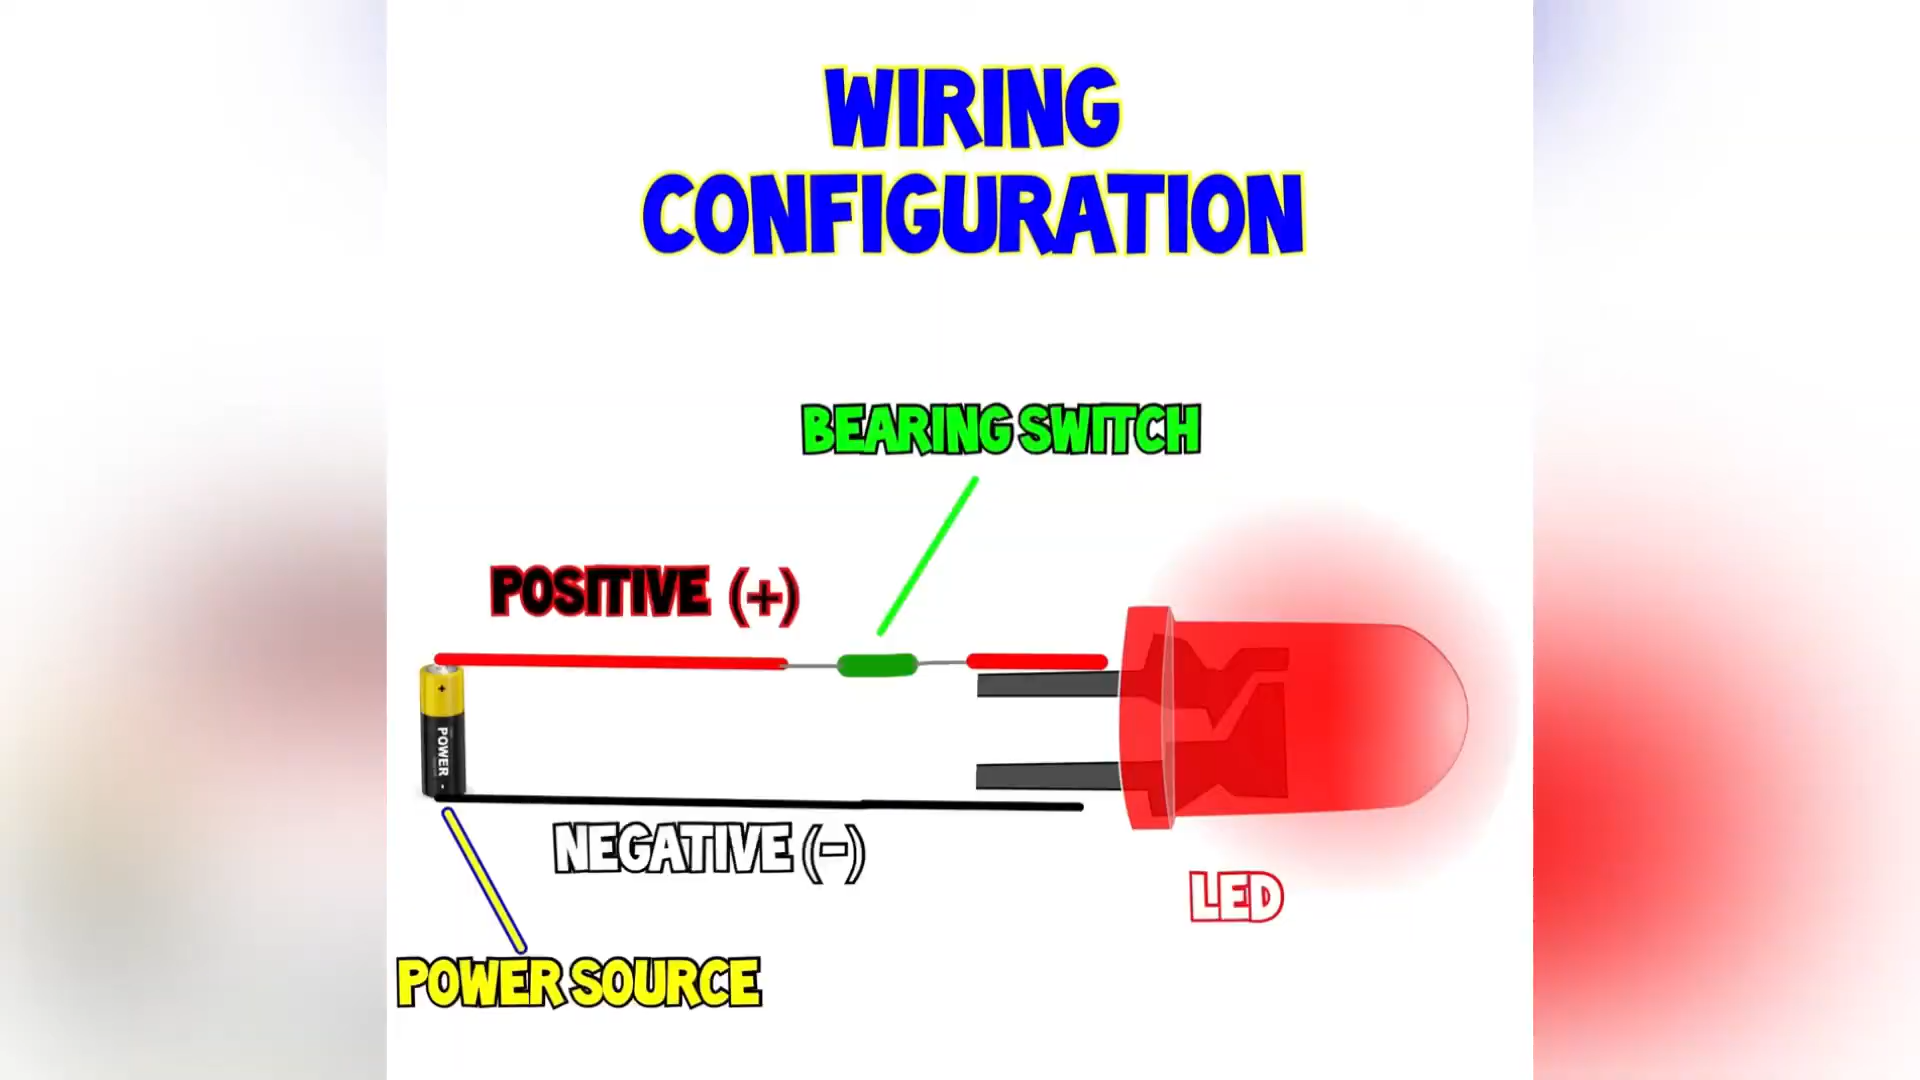 WIRING
CONFIGURATION
BEARING SWITCH
POSITIVE (+)
+
POWER
-
NEGATIVE (-)
LED
POWER SOURCE